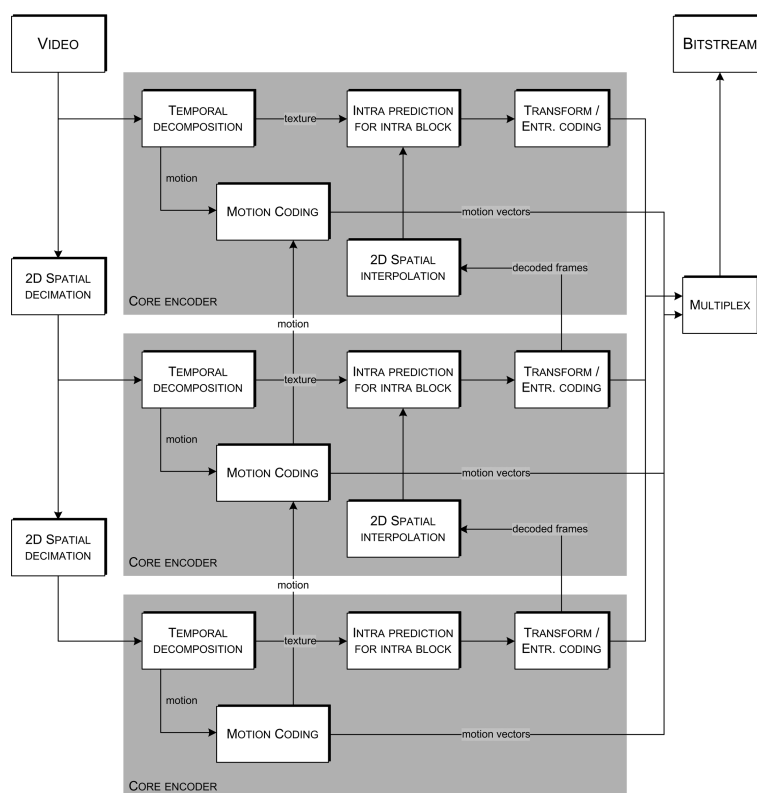 VIDEO
BITSTREAM
TEMPORAL
DECOMPOSITION
texture
INTRA PREDICTION
FOR INTRA BLOCK
TRANSFORM /
ENTR. CODING
motion
MOTION CODING
motion vectors
2D SPATIAL
DECIMATION
2D SPATIAL
INTERPOLATION
decoded frames
CORE ENCODER
MULTIPLEX
motion
TEMPORAL
DECOMPOSITION
texture
INTRA PREDICTION
FOR INTRA BLOCK
TRANSFORM /
ENTR. CODING
motion
MOTION CODING
motion vectors
2D SPATIAL
DECIMATION
2D SPATIAL
INTERPOLATION
decoded frames
CORE ENCODER
motion
TEMPORAL
DECOMPOSITION
texture
INTRA PREDICTION
FOR INTRA BLOCK
TRANSFORM /
ENTR. CODING
motion
MOTION CODING
motion vectors
CORE ENCODER